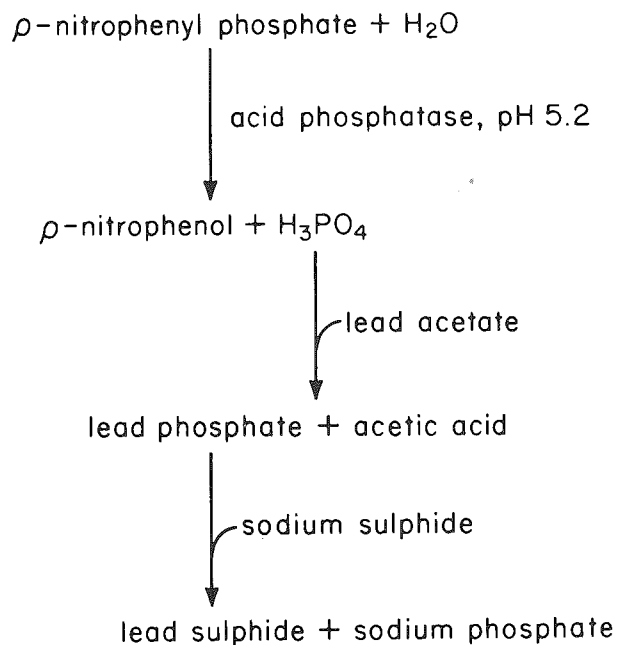 ρ-nitrophenyl phosphate + H₂O
acid phosphatase, pH 5.2
ρ-nitrophenol + H₃PO₄
lead acetate
lead phosphate + acetic acid
sodium sulphide
lead sulphide + sodium phosphate